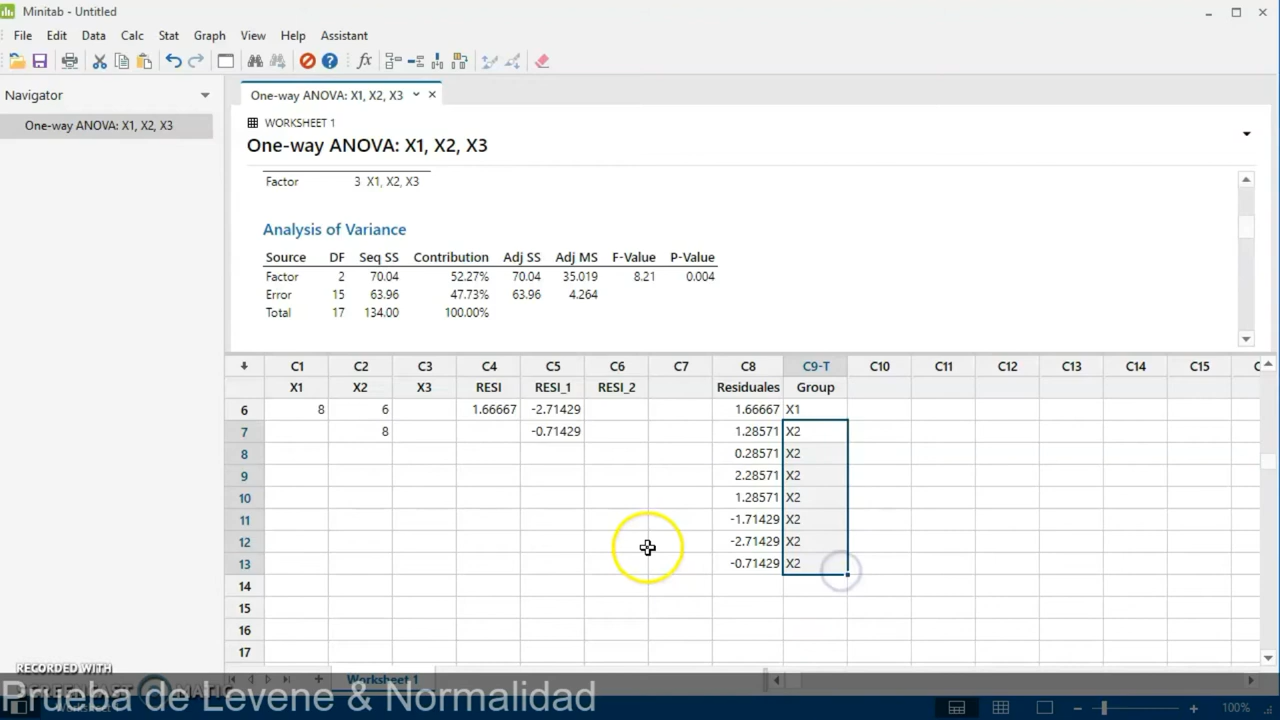 Minitab - Untitled
File Edit Data Calc Stat Graph View Help Assistant
Navigator
One-way ANOVA: X1, X2, X3
One-way ANOVA: X1, X2, X3
WORKSHEET 1
One-way ANOVA: X1, X2, X3
Factor 3 X1, X2, X3
Analysis of Variance
Source DF Seq SS Contribution Adj SS Adj MS F-Value P-Value
Factor 2 70.04 52.27% 70.04 35.019 8.21 0.004
Error 15 63.96 47.73% 63.96 4.264
Total 17 134.00 100.00%
C1 C2 C3 C4 C5 C6 C7 C8 C9-T C10 C11 C12 C13 C14 C15
X1 X2 X3 RESI RESI_1 RESI_2 Residuales Group
6 8 6 1.66667 -2.71429 1.66667 X1
7 8 -0.71429 1.28571 X2
8 0.28571 X2
9 2.28571 X2
10 1.28571 X2
11 -1.71429 X2
12 -2.71429 X2
13 -0.71429 X2
14
15
16
17
RECORDED WITH
Worksheet 1
Prueba de Levene & Normalidad
100%